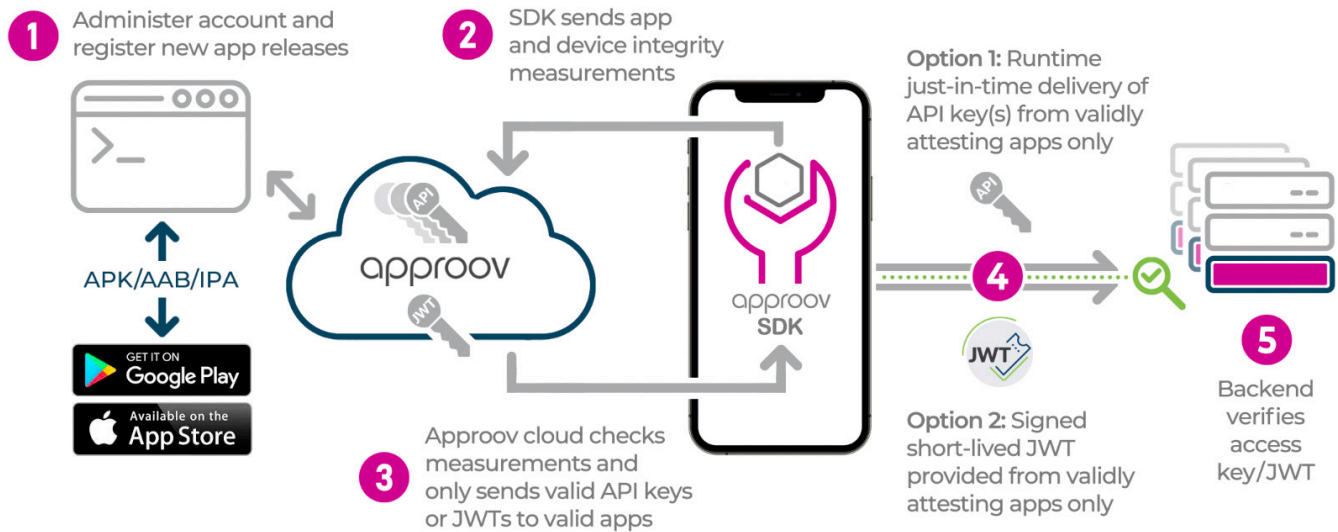 1
Administer account and
register new app releases
2
SDK sends app
and device integrity
measurements
Option 1: Runtime
just-in-time delivery of
API key(s) from validly
attesting apps only
>_
API
approov
JWT
APK/AAB/IPA
GET IT ON
Google Play
Available on the
App Store
approov
SDK
API
4
JWT
3
Approov cloud checks
measurements and
only sends valid API keys
or JWTs to valid apps
Option 2: Signed
short-lived JWT
provided from validly
attesting apps only
5
Backend
verifies
access
key/JWT